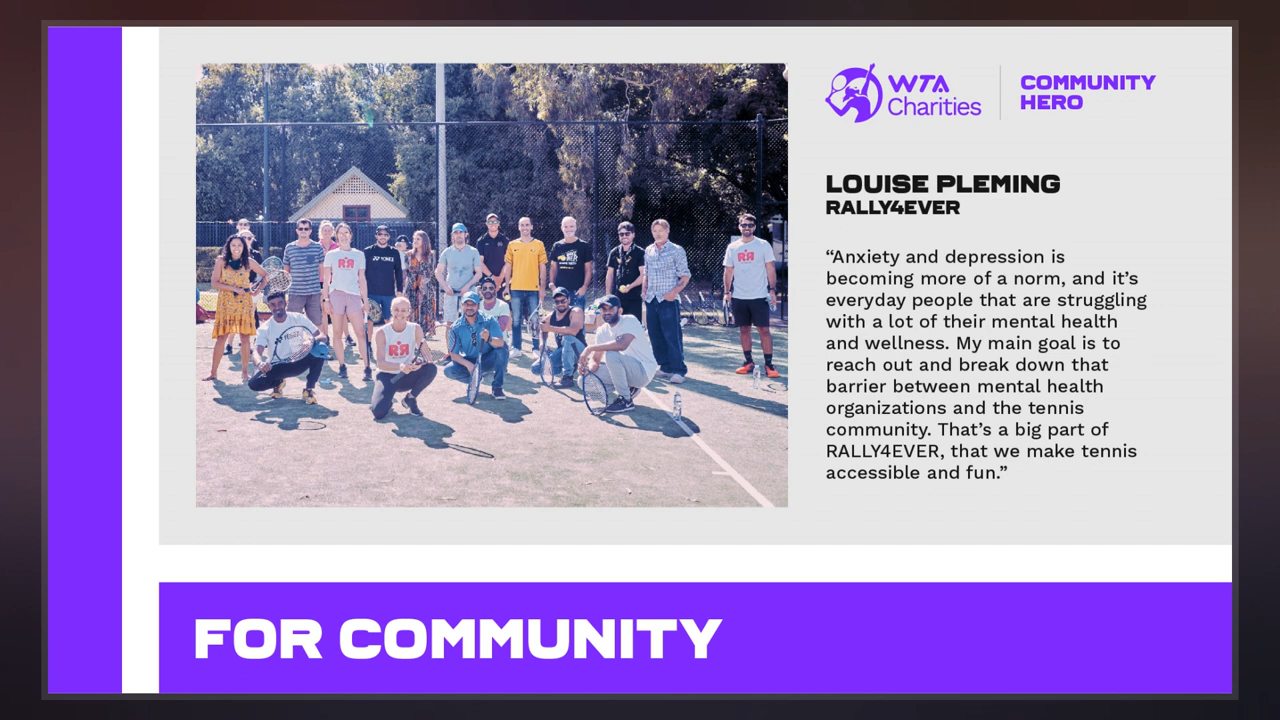 WTA
Charities
COMMUNITY
HERO
LOUISE PLEMING
RALLY4EVER
“Anxiety and depression is
becoming more of a norm, and it’s
everyday people that are struggling
with a lot of their mental health
and wellness. My main goal is to
reach out and break down that
barrier between mental health
organizations and the tennis
community. That’s a big part of
RALLY4EVER, that we make tennis
accessible and fun.”
YONEX
FOR COMMUNITY